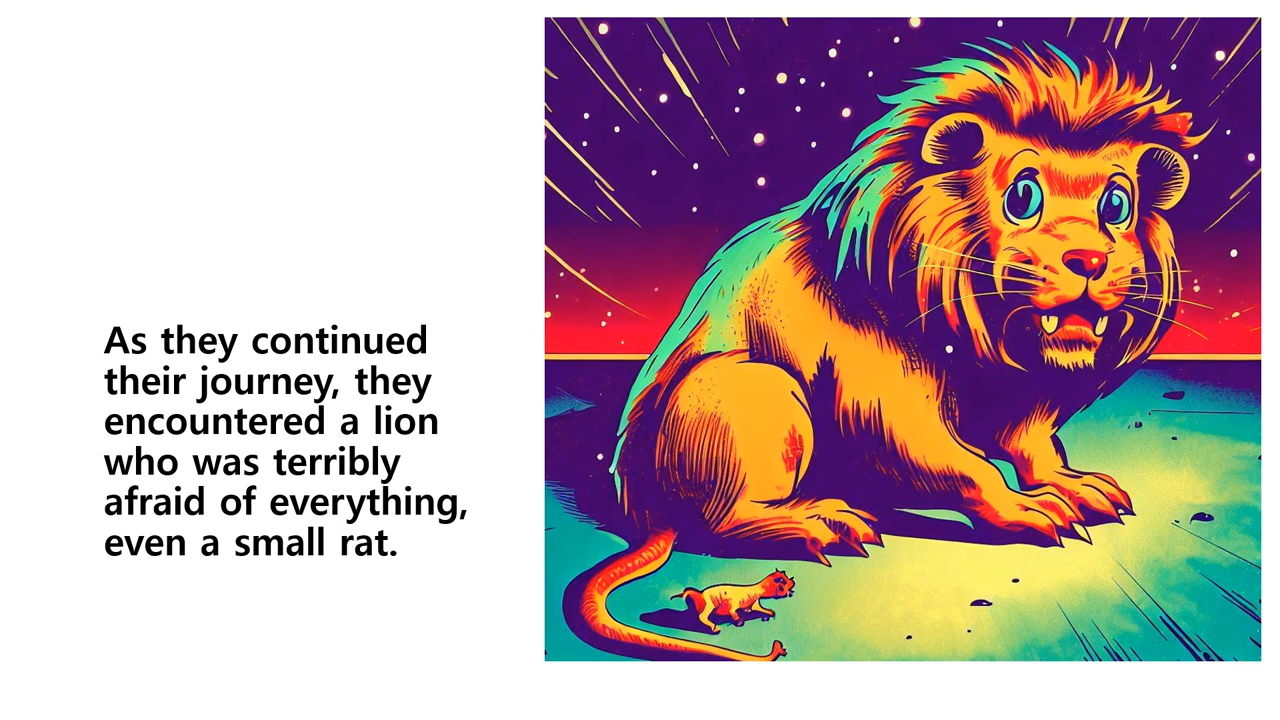 As they continued
their journey, they
encountered a lion
who was terribly
afraid of everything,
even a small rat.